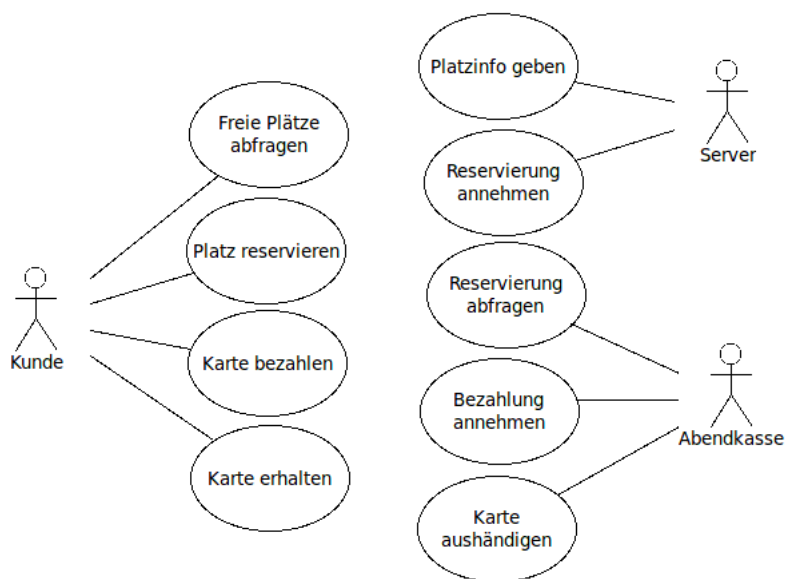 Platzinfo geben
Server
Freie Plätze
abfragen
Reservierung
annehmen
Platz reservieren
Reservierung
abfragen
Kunde
Karte bezahlen
Bezahlung
annehmen
Abendkasse
Karte erhalten
Karte
aushändigen